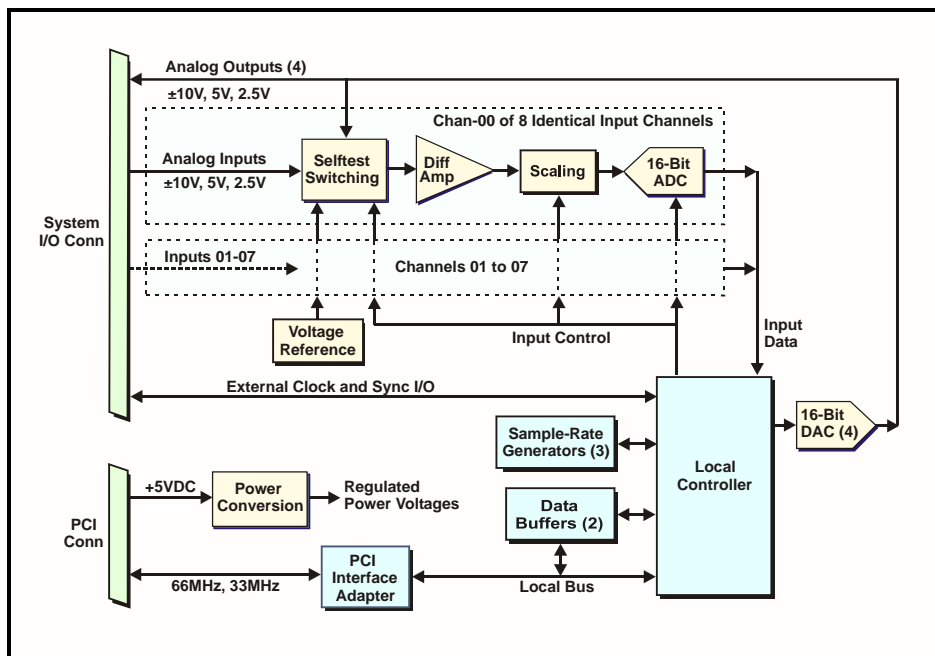 Analog Outputs (4)
±10V, 5V, 2.5V
Chan-00 of 8 Identical Input Channels
Analog Inputs
±10V, 5V, 2.5V
Selftest
Switching
Diff
Amp
Scaling
16-Bit
ADC
System
I/O Conn
Inputs 01-07
Channels 01 to 07
Voltage
Reference
Input Control
Input
Data
External Clock and Sync I/O
Sample-Rate
Generators (3)
Local
Controller
16-Bit
DAC (4)
+5VDC
Power
Conversion
Regulated
Power Voltages
Data
Buffers (2)
PCI
Conn
66MHz, 33MHz
PCI
Interface
Adapter
Local Bus